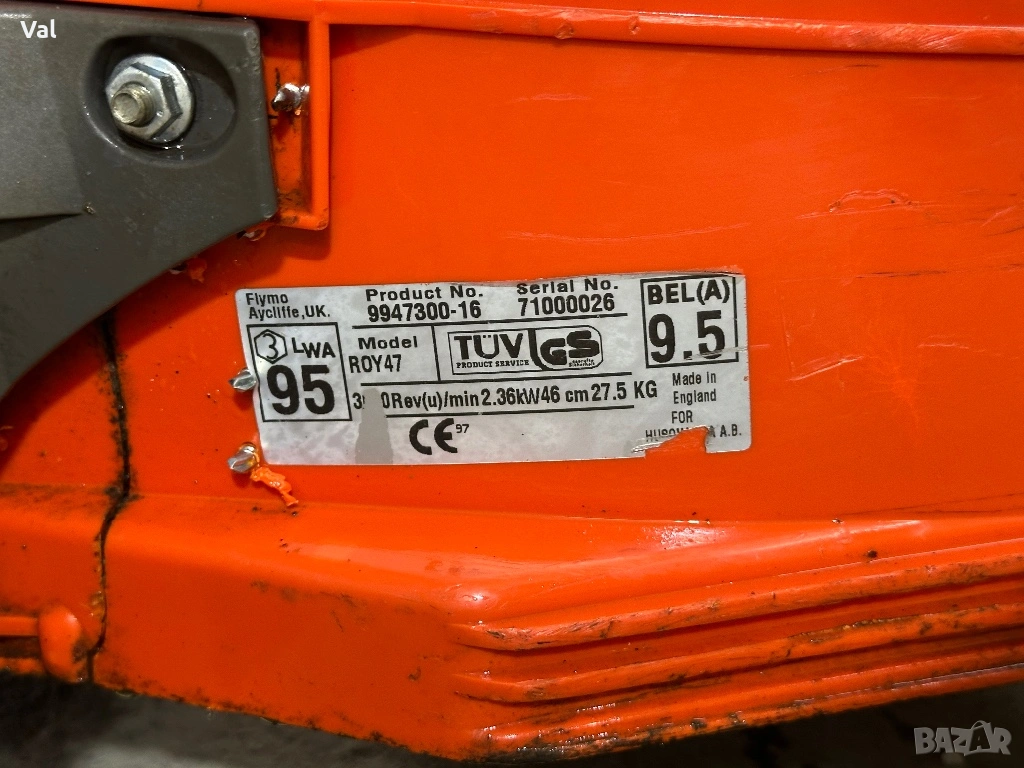 Val
Flymo
Aycliffe,UK.
Product No.
9947300-16
Serial No.
71000026
BEL(A)
9.5
3 LWA
95
Model
ROY47
TÜV
PRODUCT SERVICE
GS
Rev(u)/min 2.36kW 46 cm 27.5 KG
Made in
England
FOR
A.B.
CE 97
BAZAR